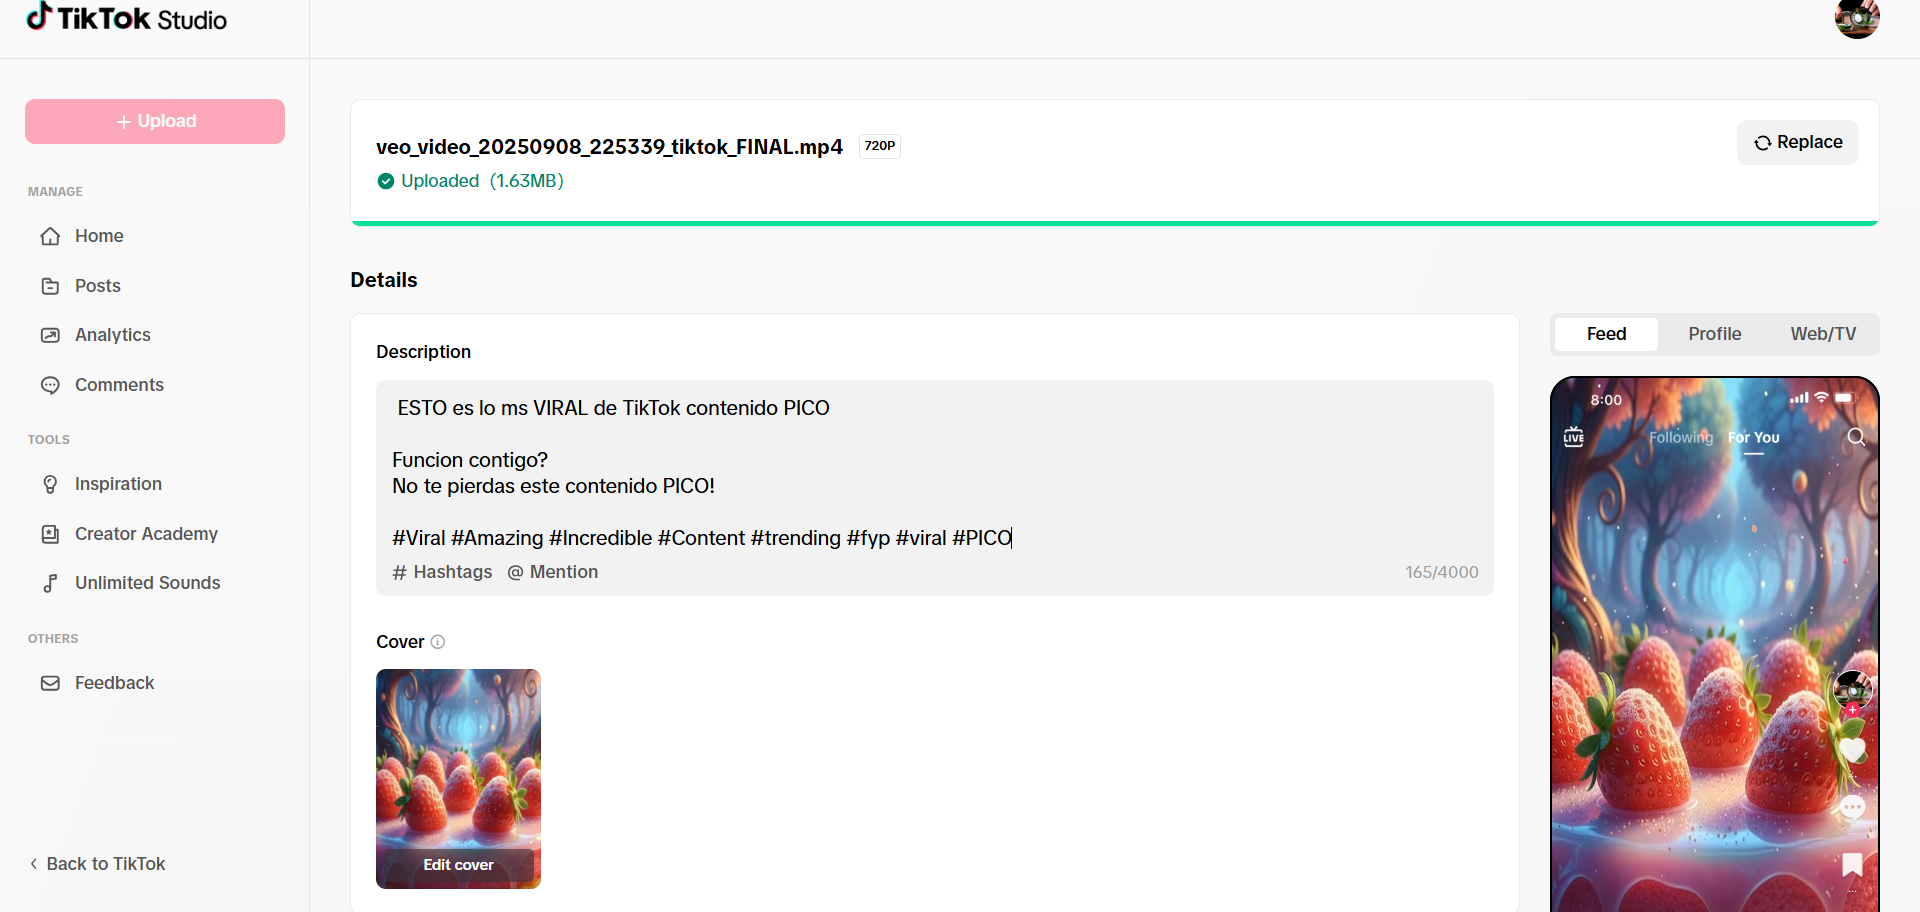 TikTok Studio
+ Upload
MANAGE
Home
Posts
Analytics
Comments
TOOLS
Inspiration
Creator Academy
Unlimited Sounds
OTHERS
Feedback
Back to TikTok
veo_video_20250908_225339_tiktok_FINAL.mp4 720P
Uploaded (1.63MB)
Replace
Details
Description
ESTO es lo ms VIRAL de TikTok contenido PICO
Funcion contigo?
No te pierdas este contenido PICO!
#Viral #Amazing #Incredible #Content #trending #fyp #viral #PICO
# Hashtags @ Mention 165/4000
Cover
Edit cover
Feed Profile Web/TV
8:00
LIVE Following For You